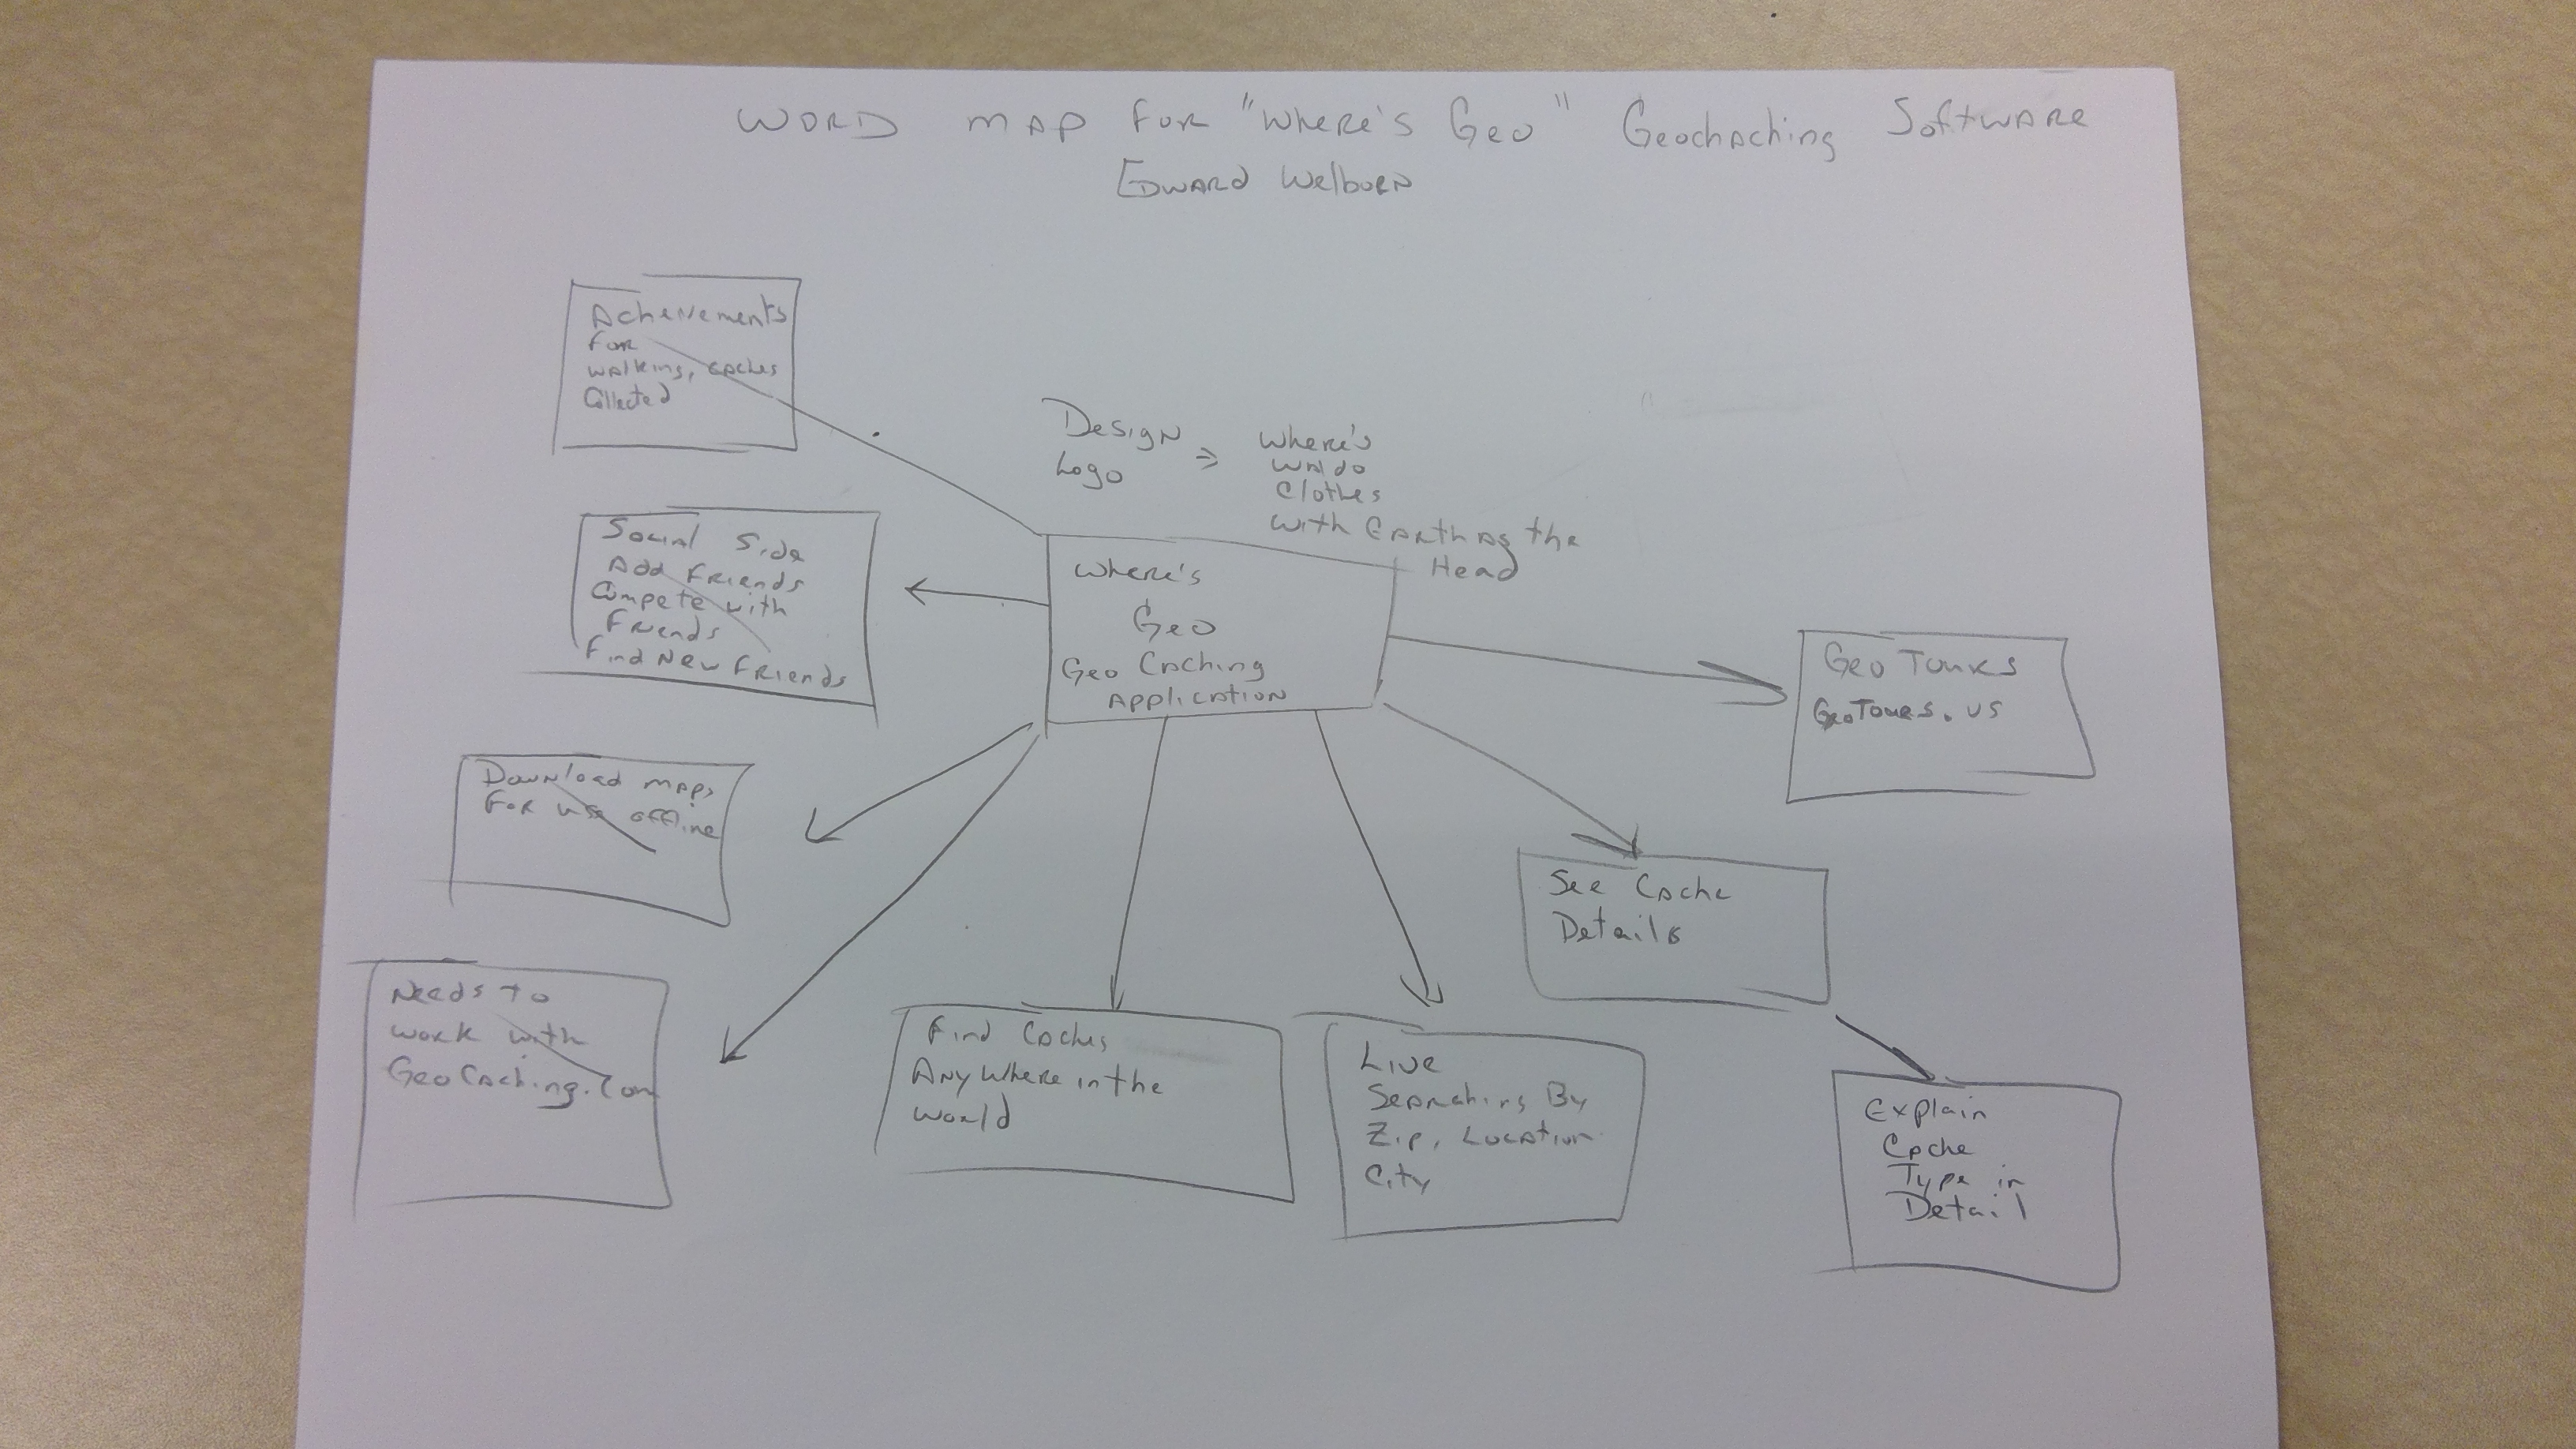 WORD MAP FOR "Where's Geo" Geochaching Software
Edward Welborn
Achevements
For
walking, caches
Collected
Design
Logo
⇒
Where's
Waldo
Clothes
with Earth as the
Head
Social Side
Add Friends
Compete with
Friends
Find New Friends
Where's
Geo
Geo Caching
Application
Geo Tours
GeoTours.us
Download maps
For use offline
See Cache
Details
Needs to
work with
GeoCaching.Com
Find Caches
Anywhere in the
world
Live
Searching By
Zip, Location
City
Explain
Cache
Type in
Detail